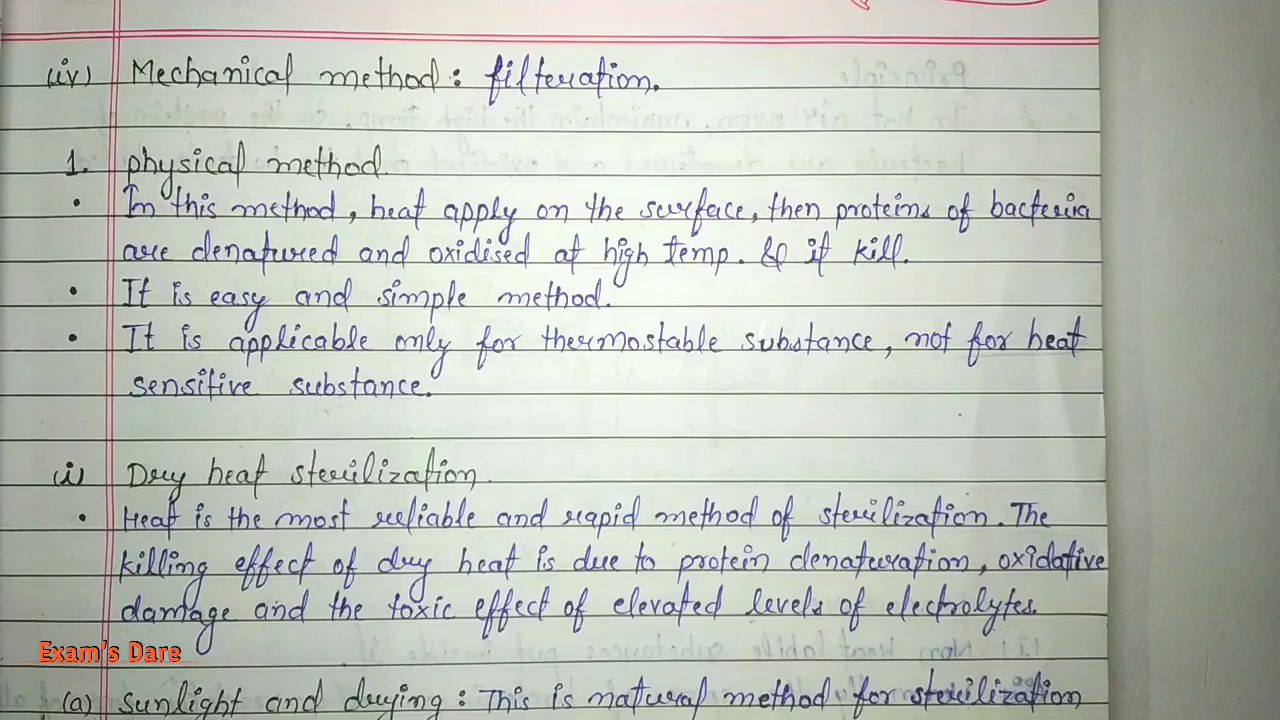 (iv) Mechanical method: filteration.
1. physical method.
• In this method, heat apply on the surface, then proteins of bacteria
are denatured and oxidised at high temp. & it kill.
• It is easy and simple method.
• It is applicable only for thermostable substance, not for heat
sensitive substance.
(i) Dry heat sterilization.
• Heat is the most reliable and rapid method of sterilization. The
killing effect of dry heat is due to protein denaturation, oxidative
damage and the toxic effect of elevated levels of electrolytes.
Exam's Dare
(a) Sunlight and drying: This is natural method for sterilization